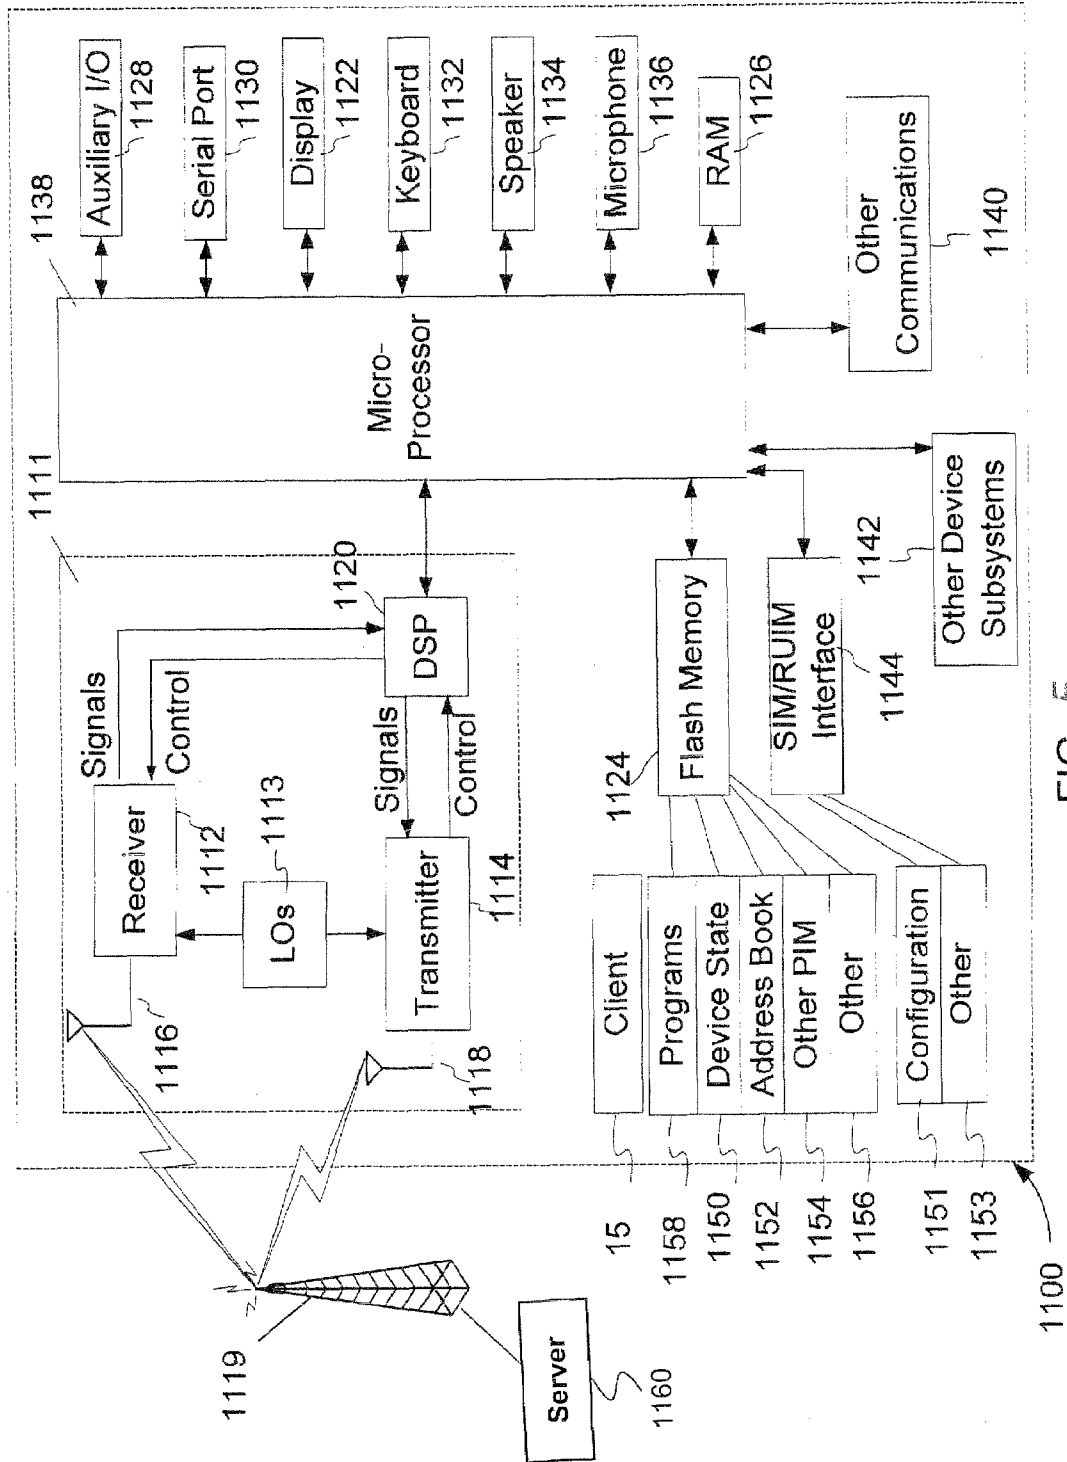 1138
Auxiliary I/O
1128
Serial Port
1130
Display
1122
Keyboard
1132
Speaker
1134
Microphone
1136
RAM
1126
Other
Communications
1140
Micro-
Processor
1111
1120
DSP
Signals
Control
Signals
Control
Receiver
1112
LOs
1113
Transmitter
1114
1116
1118
1124
Flash Memory
SIM/RUIM
Interface
1144
1142
Other Device
Subsystems
Client
Programs
Device State
Address Book
Other PIM
Other
Configuration
Other
15
1158
1150
1152
1154
1156
1151
1153
1100
1119
Server
1160
FIG.